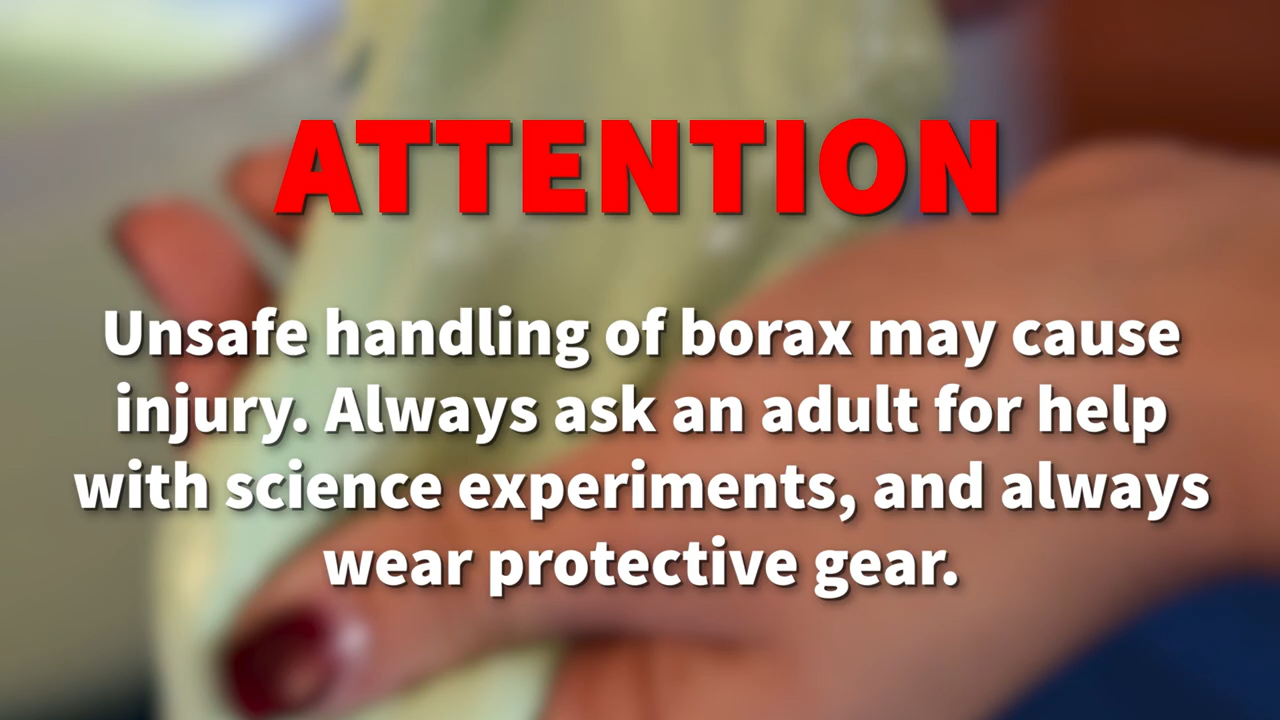 ATTENTION
Unsafe handling of borax may cause
injury. Always ask an adult for help
with science experiments, and always
wear protective gear.